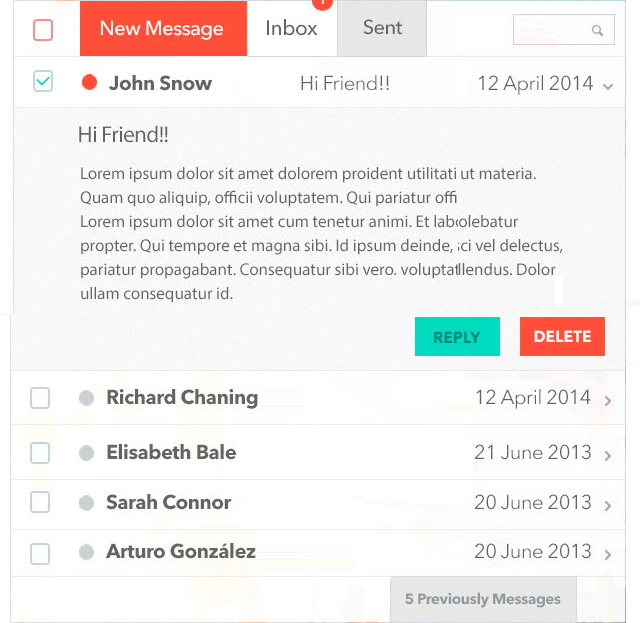 New Message Inbox 1 Sent
John Snow Hi Friend!! 12 April 2014
Hi Friend!!
Lorem ipsum dolor sit amet dolorem proident utilitati ut materia.
Quam quo aliquip, officii voluptatem. Qui pariatur offi
Lorem ipsum dolor sit amet cum tenetur animi. Et labolebatur
propter. Qui tempore et magna sibi. Id ipsum deinde, ici vel delectus,
pariatur propagabant. Consequatur sibi vero. voluptatllendus. Dolor
ullam consequatur id.
REPLY DELETE
Richard Chaning 12 April 2014
Elisabeth Bale 21 June 2013
Sarah Connor 20 June 2013
Arturo González 20 June 2013
5 Previously Messages